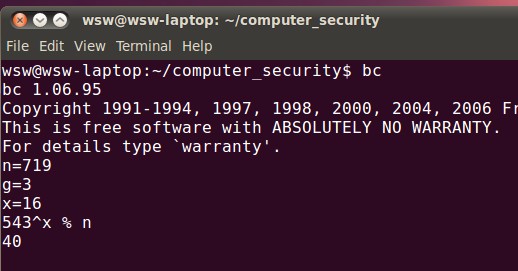 wsw@wsw-laptop: ~/computer_security
File Edit View Terminal Help
wsw@wsw-laptop:~/computer_security$ bc
bc 1.06.95
Copyright 1991-1994, 1997, 1998, 2000, 2004, 2006 Fr
This is free software with ABSOLUTELY NO WARRANTY.
For details type `warranty'.
n=719
g=3
x=16
543^x % n
40